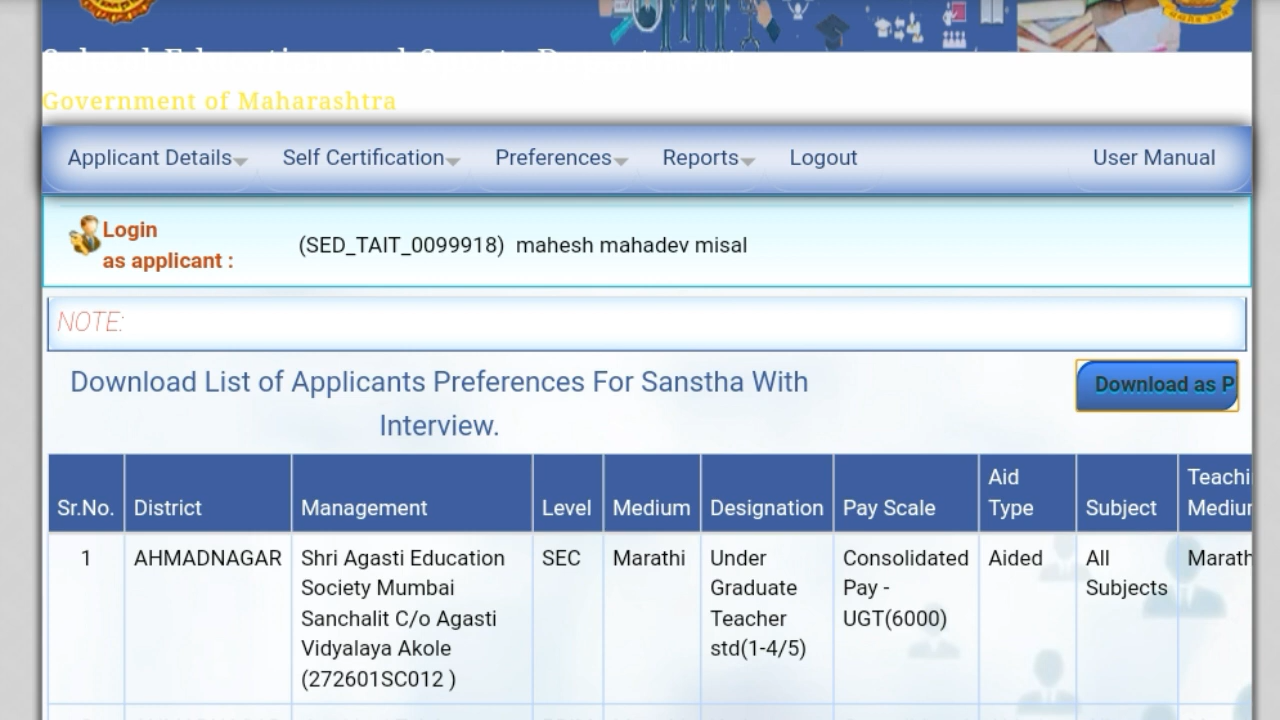 Government of Maharashtra
Applicant Details Self Certification Preferences Reports Logout User Manual
Login
as applicant :
(SED_TAIT_0099918) mahesh mahadev misal
NOTE:
Download List of Applicants Preferences For Sanstha With
Interview.
Download as P
Sr.No. District Management Level Medium Designation Pay Scale Aid Type Subject Teachi Mediur
1 AHMADNAGAR Shri Agasti Education SEC Marathi Under Consolidated Aided All Marath
Society Mumbai Graduate Pay - Subjects
Sanchalit C/o Agasti Teacher UGT(6000)
Vidyalaya Akole std(1-4/5)
(272601SC012 )